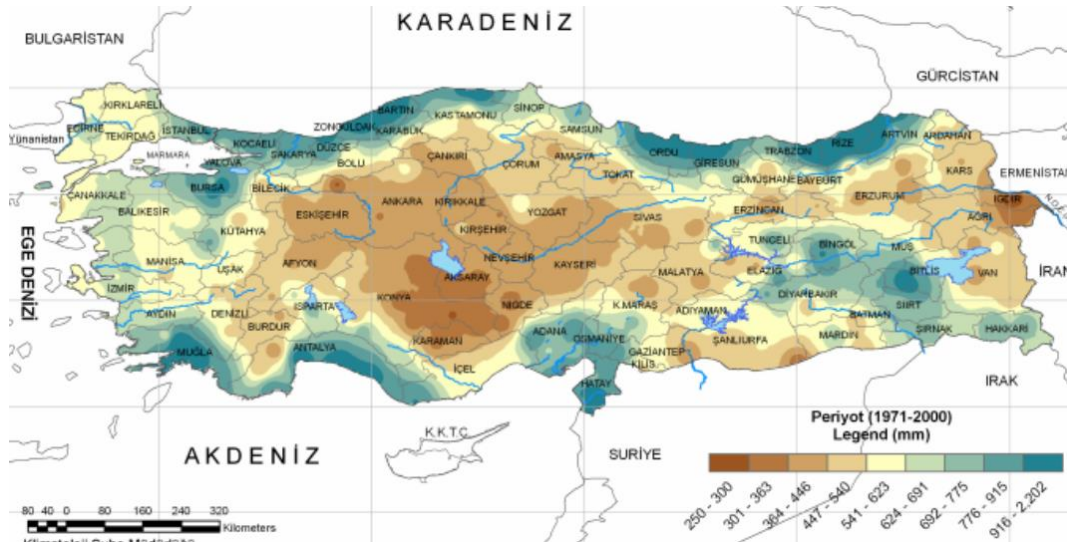 KARADENİZ
BULGARİSTAN
GÜRCİSTAN
KIRKLARELİ
EDİRNE
TEKİRDAĞ
Yünanistan
İSTANBUL
MARMARA
YALOVA
KOCAELİ
SAKARYA
DÜZCE
BOLU
ZONGULDAK
BARTIN
KARABÜK
KASTAMONU
SİNOP
SAMSUN
ORDU
GİRESUN
TRABZON
RİZE
ARTVİN
ARDAHAN
KARS
ERMENİSTAN
ÇANAKKALE
BALIKESİR
BURSA
BİLECİK
ESKİŞEHİR
ANKARA
ÇANKIRI
ÇORUM
AMASYA
TOKAT
GÜMÜŞHANE
BAYBURT
ERZURUM
IĞDIR
AĞRI
KÜTAHYA
KIRIKKALE
YOZGAT
SİVAS
ERZİNCAN
KIRŞEHİR
NEVŞEHİR
KAYSERİ
TUNCELİ
BİNGÖL
MUŞ
EGE DENİZİ
MANİSA
UŞAK
AFYON
AKSARAY
MALATYA
ELAZIĞ
BİTLİS
VAN
İRAN
İZMİR
AYDIN
DENİZLİ
ISPARTA
BURDUR
KONYA
NİĞDE
K.MARAŞ
ADIYAMAN
DİYARBAKIR
BATMAN
SİİRT
ŞIRNAK
HAKKARİ
MUĞLA
ANTALYA
KARAMAN
İÇEL
ADANA
OSMANİYE
GAZİANTEP
KİLİS
ŞANLIURFA
MARDİN
HATAY
IRAK
SURİYE
K.K.T.C
AKDENİZ
Periyot (1971-2000)
Legend (mm)
250 - 300
301 - 363
364 - 446
447 - 540
541 - 623
624 - 691
692 - 775
776 - 915
916 - 2,202
80 40 0 80 160 240 320
Kilometers